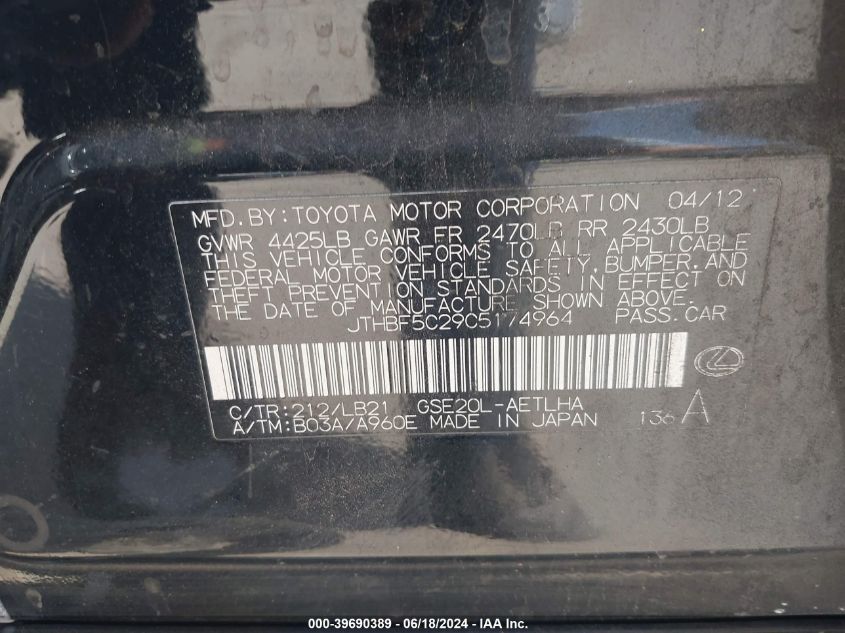 MFD. BY: TOYOTA MOTOR CORPORATION 04/12
GVWR 4425LB GAWR FR 2470LB RR 2430LB
THIS VEHICLE CONFORMS TO ALL APPLICABLE
FEDERAL MOTOR VEHICLE SAFETY, BUMPER, AND
THEFT PREVENTION STANDARDS IN EFFECT ON
THE DATE OF MANUFACTURE SHOWN ABOVE.
JTHBF5C29C5174964 PASS. CAR
C/TR: 212/LB21 GSE20L-AETLHA
A/TM: B03A/A960E MADE IN JAPAN 136 A
000-39690389 - 06/18/2024 - IAA Inc.